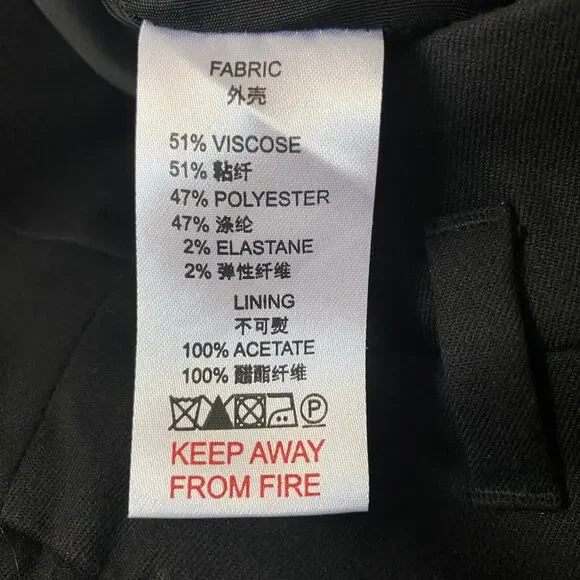 FABRIC
外壳
51% VISCOSE
51% 粘纤
47% POLYESTER
47% 涤纶
2% ELASTANE
2% 弹性纤维
LINING
不可熨
100% ACETATE
100% 醋酯纤维
P
KEEP AWAY
FROM FIRE